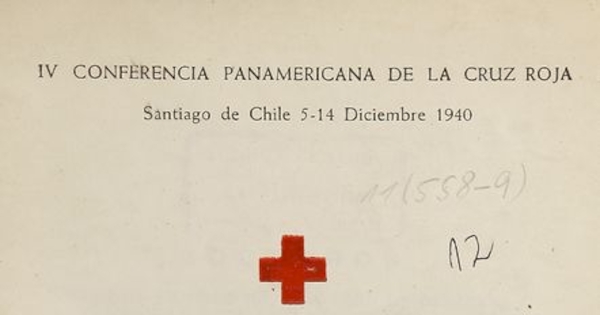 IV CONFERENCIA PANAMERICANA DE LA CRUZ ROJA
Santiago de Chile 5-14 Diciembre 1940
11(558-9)
12